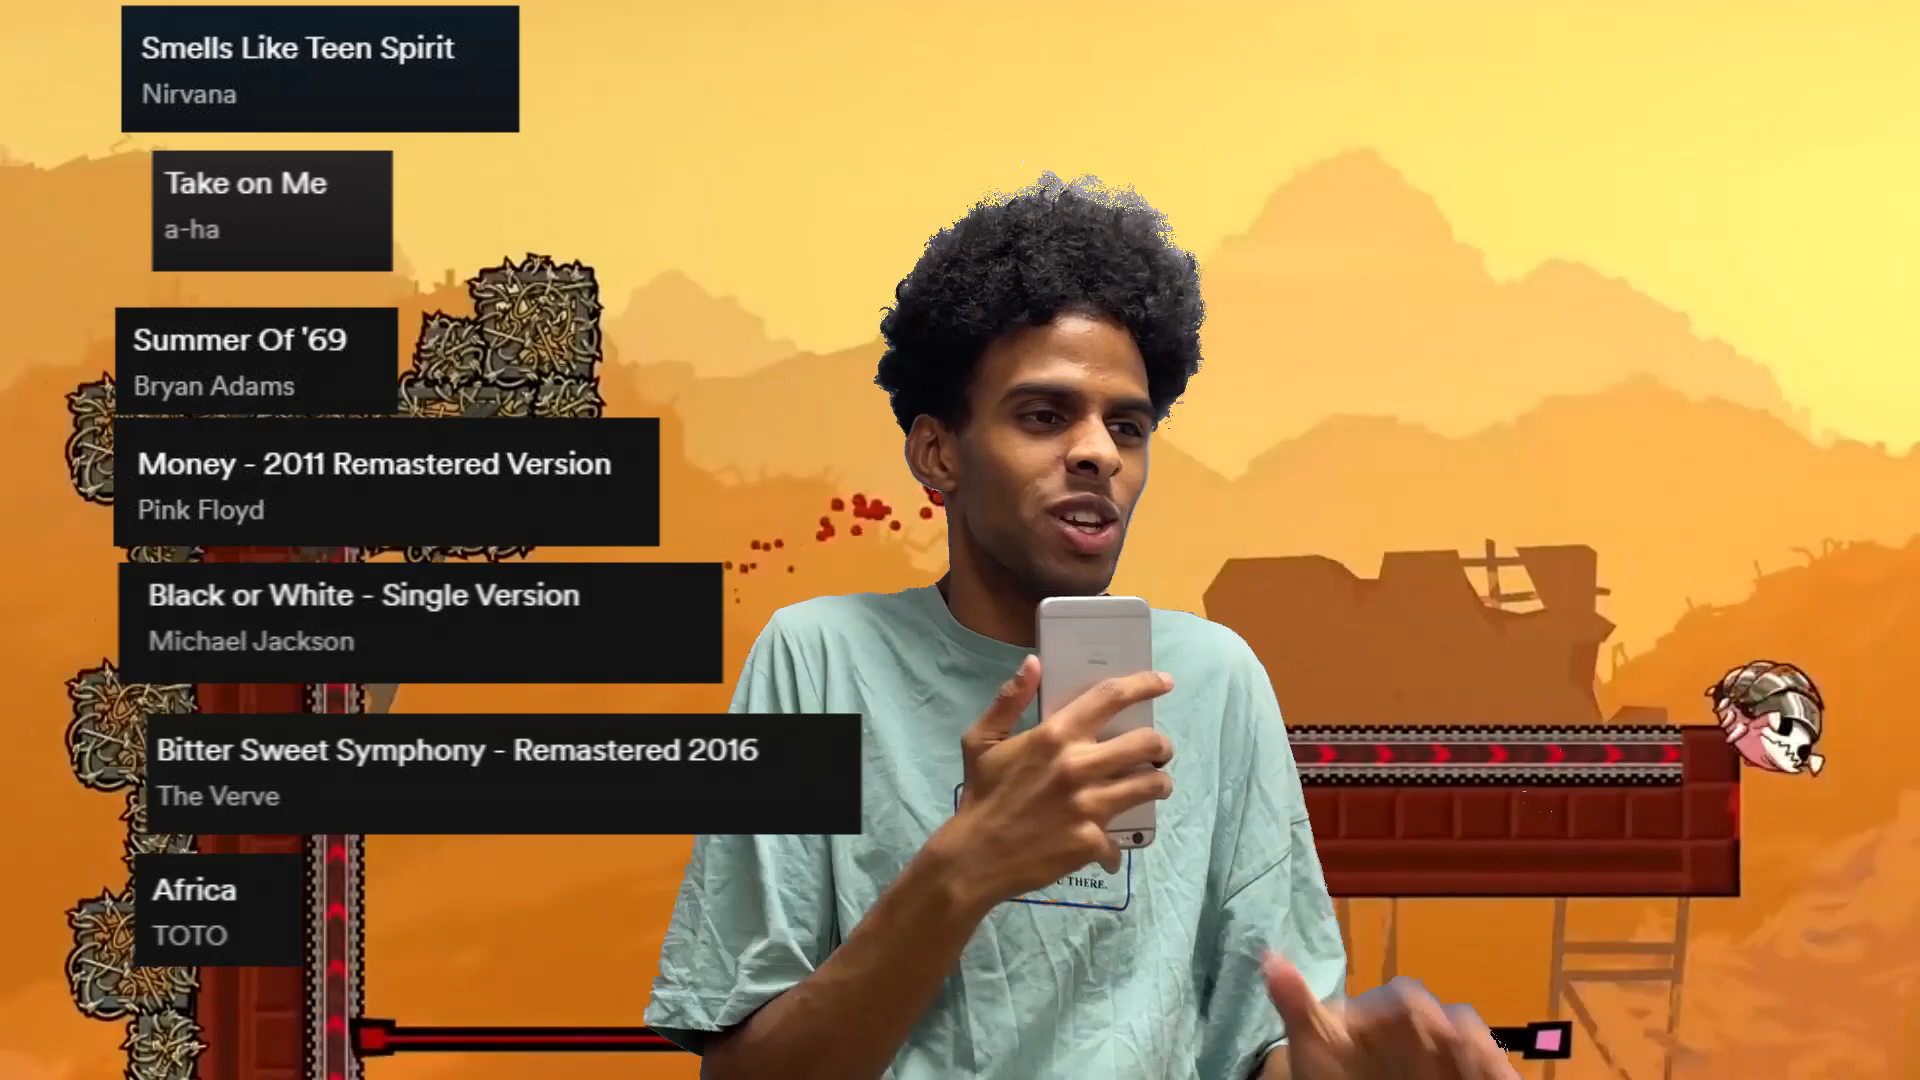 Smells Like Teen Spirit
Nirvana
Take on Me
a-ha
Summer Of '69
Bryan Adams
Money - 2011 Remastered Version
Pink Floyd
Black or White - Single Version
Michael Jackson
Bitter Sweet Symphony - Remastered 2016
The Verve
Africa
TOTO
THERE.